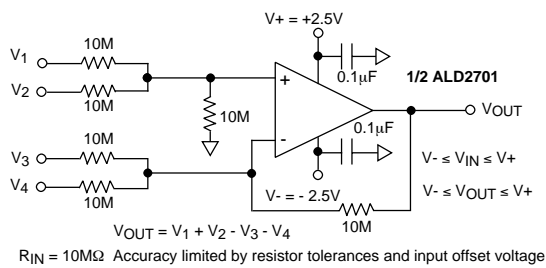 V+ = +2.5V
V1
10M
V2
10M
10M
+
-
0.1µF
1/2 ALD2701
VOUT
0.1µF
V3
10M
V4
10M
V- = - 2.5V
10M
V- ≤ VIN ≤ V+
V- ≤ VOUT ≤ V+
VOUT = V1 + V2 - V3 - V4
RIN = 10MΩ Accuracy limited by resistor tolerances and input offset voltage